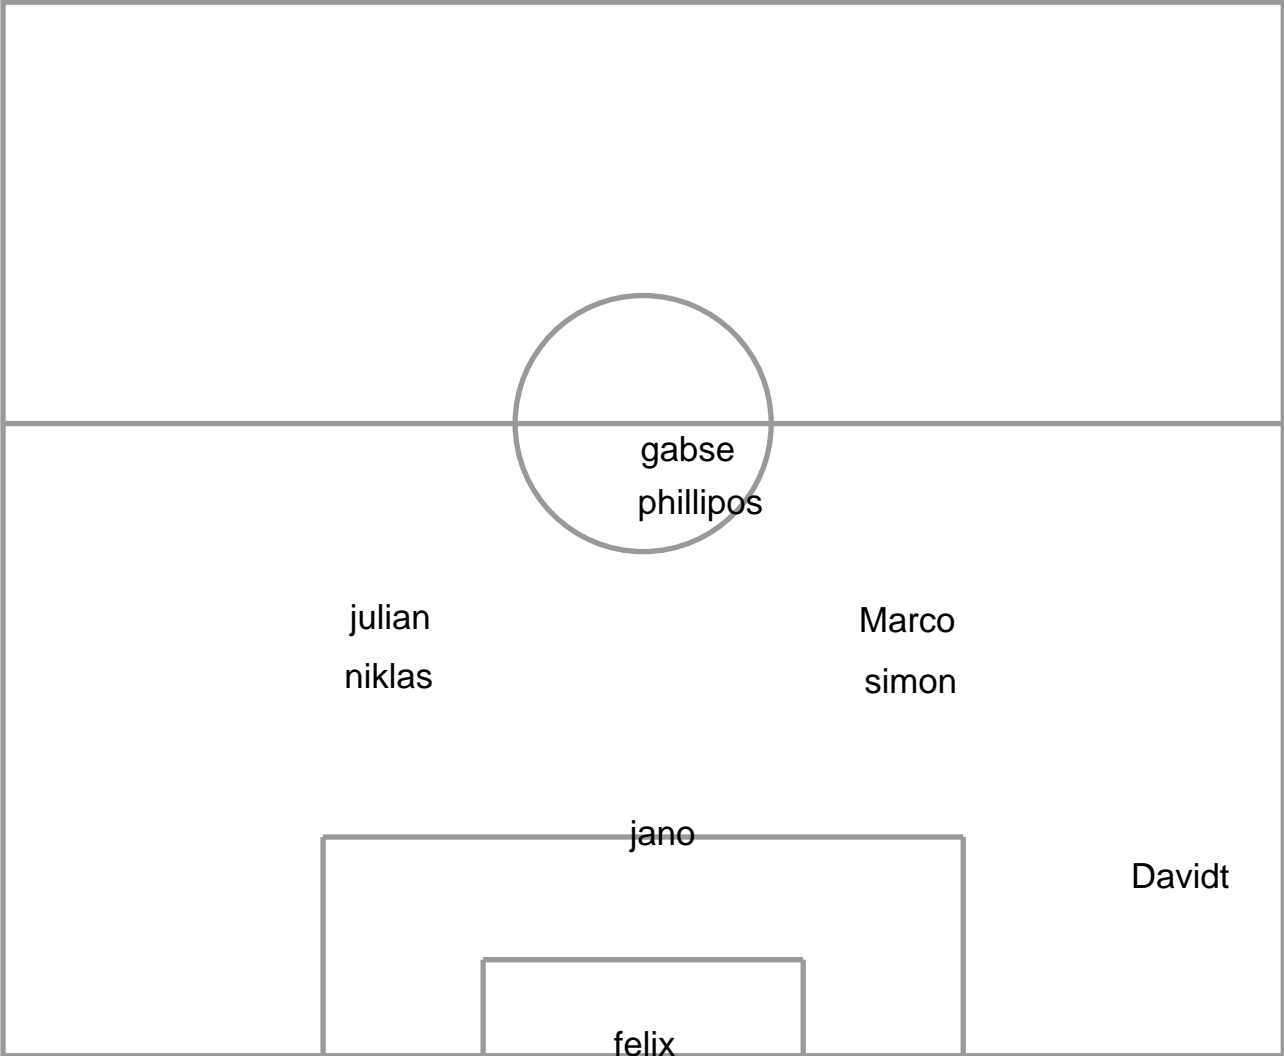 gabse
phillipos
julian
Marco
niklas
simon
jano
Davidt
felix